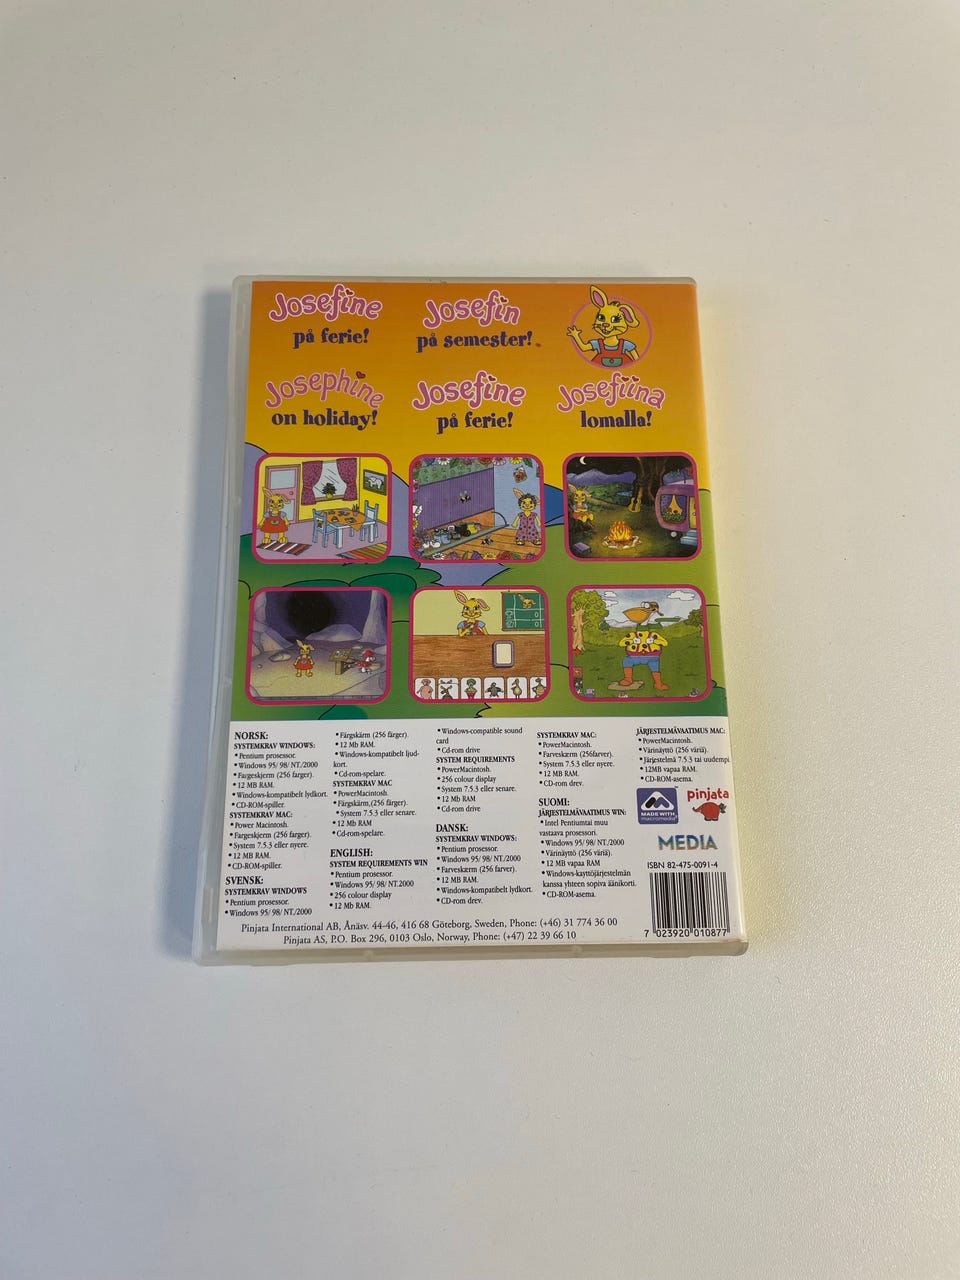 Josefine
på ferie!
Josefin
på semester!
Josephine
on holiday!
Josefine
på ferie!
Josefiina
lomalla!
NORSK:
SYSTEMKRAV WINDOWS:
• Pentium prosessor.
• Windows 95/ 98/ NT/2000
• Fargeskjerm (256 farger).
• 12 MB RAM.
• Windows-kompatibelt lydkort.
• CD-ROM-spiller.
SYSTEMKRAV MAC:
• Power Macintosh.
• Fargeskjerm (256 farger).
• System 7.5.3 eller nyere.
• 12 MB RAM.
• CD-ROM-spiller.
SVENSK:
SYSTEMKRAV WINDOWS
• Pentium prosessor.
• Windows 95/ 98/ NT/2000
• Färgskärm (256 färger).
• 12 Mb RAM.
• Windows-kompatibelt ljud-
kort.
• Cd-rom-spelare.
SYSTEMKRAV MAC
• PowerMacintosh.
• Färgskärm,(256 färger).
• System 7.5.3 eller senare.
• 12 Mb RAM
• Cd-rom-spelare.
ENGLISH:
SYSTEM REQUIREMENTS WIN
• Pentium prosessor.
• Windows 95/ 98/ NT.2000
• 256 colour display
• 12 Mb RAM.
• Windows-compatible sound
card
• Cd-rom drive
SYSTEM REQUIREMENTS
• PowerMacintosh.
• 256 colour display
• System 7.5.3 eller senare.
• 12 Mb RAM
• Cd-rom drive
DANSK:
SYSTEMKRAV WINDOWS:
• Pentium prosessor.
• Windows 95/ 98/ NT/2000
• Farveskærm (256 farver).
• 12 MB RAM.
• Windows-kompatibelt lydkort.
• CD-rom drev.
SYSTEMKRAV MAC:
• PowerMacintosh.
• Farveskærm (256farver).
• System 7.5.3 eller nyere.
• 12 MB RAM.
• CD-rom drev.
SUOMI:
JÄRJESTELMÄVAATIMUS WIN:
• Intel Pentiumtai muu
vastaava prosessori.
• Windows 95/ 98/ NT/2000
• Värinäyttö (256 väriä).
• 12 MB vapaa RAM
• Windows-kayttöjärjestelmän
kanssa yhteen sopiva äänikorti.
• CD-ROM-asema.
JÄRJESTELMÄVAATIMUS MAC:
• PowerMacintosh.
• Värinäyttö (256 väriä).
• Järjestelmä 7.5.3 tai uudempi
• 12MB vapaa RAM.
• CD-ROM-asema.
MADE WITH
macromedia
pinjata
MEDIA
ISBN 82-475-0091-4
7 023920 010877
Pinjata International AB, Ånäsv. 44-46, 416 68 Göteborg, Sweden, Phone: (+46) 31 774 36 00
Pinjata AS, P.O. Box 296, 0103 Oslo, Norway, Phone: (+47) 22 39 66 10